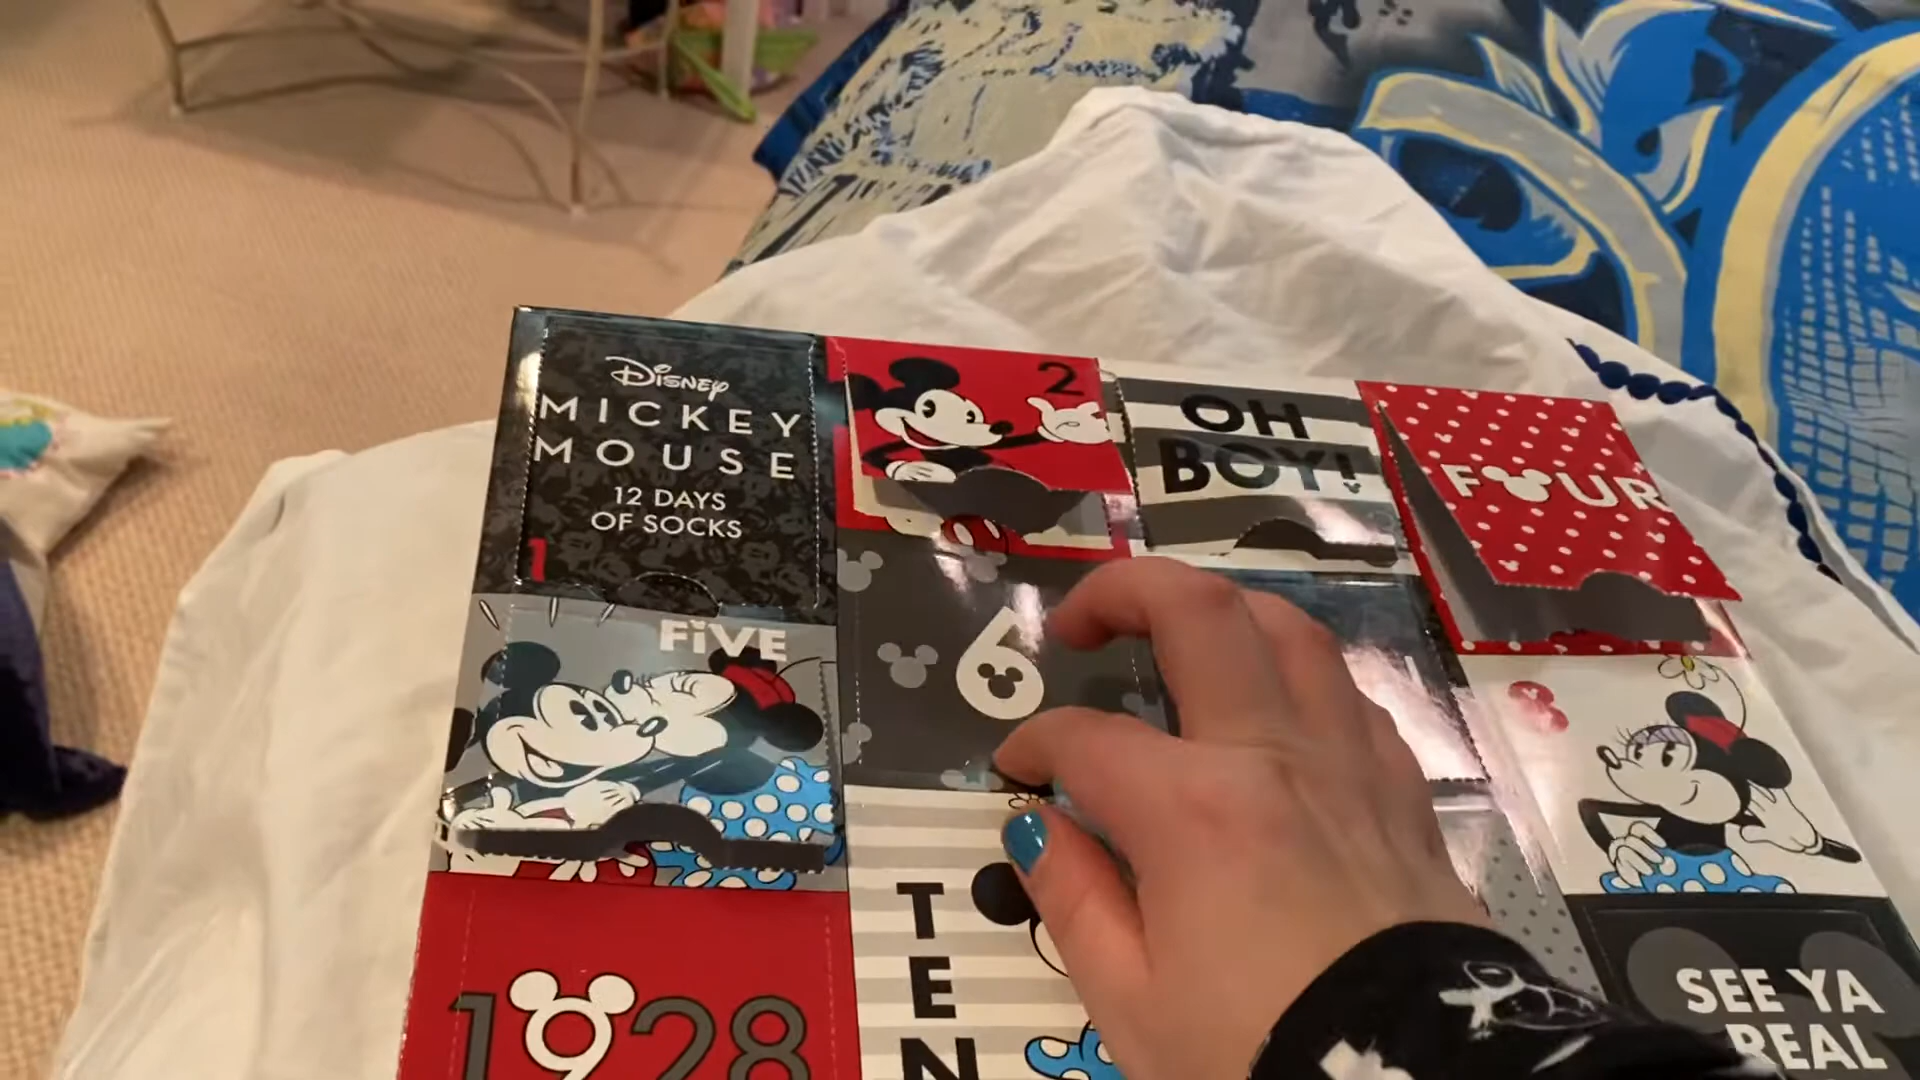 Disney
MICKEY
MOUSE
12 DAYS
OF SOCKS
1
2
OH
BOY!
FOUR
FiVE
6
8
1928
TEN
SEE YA
REAL